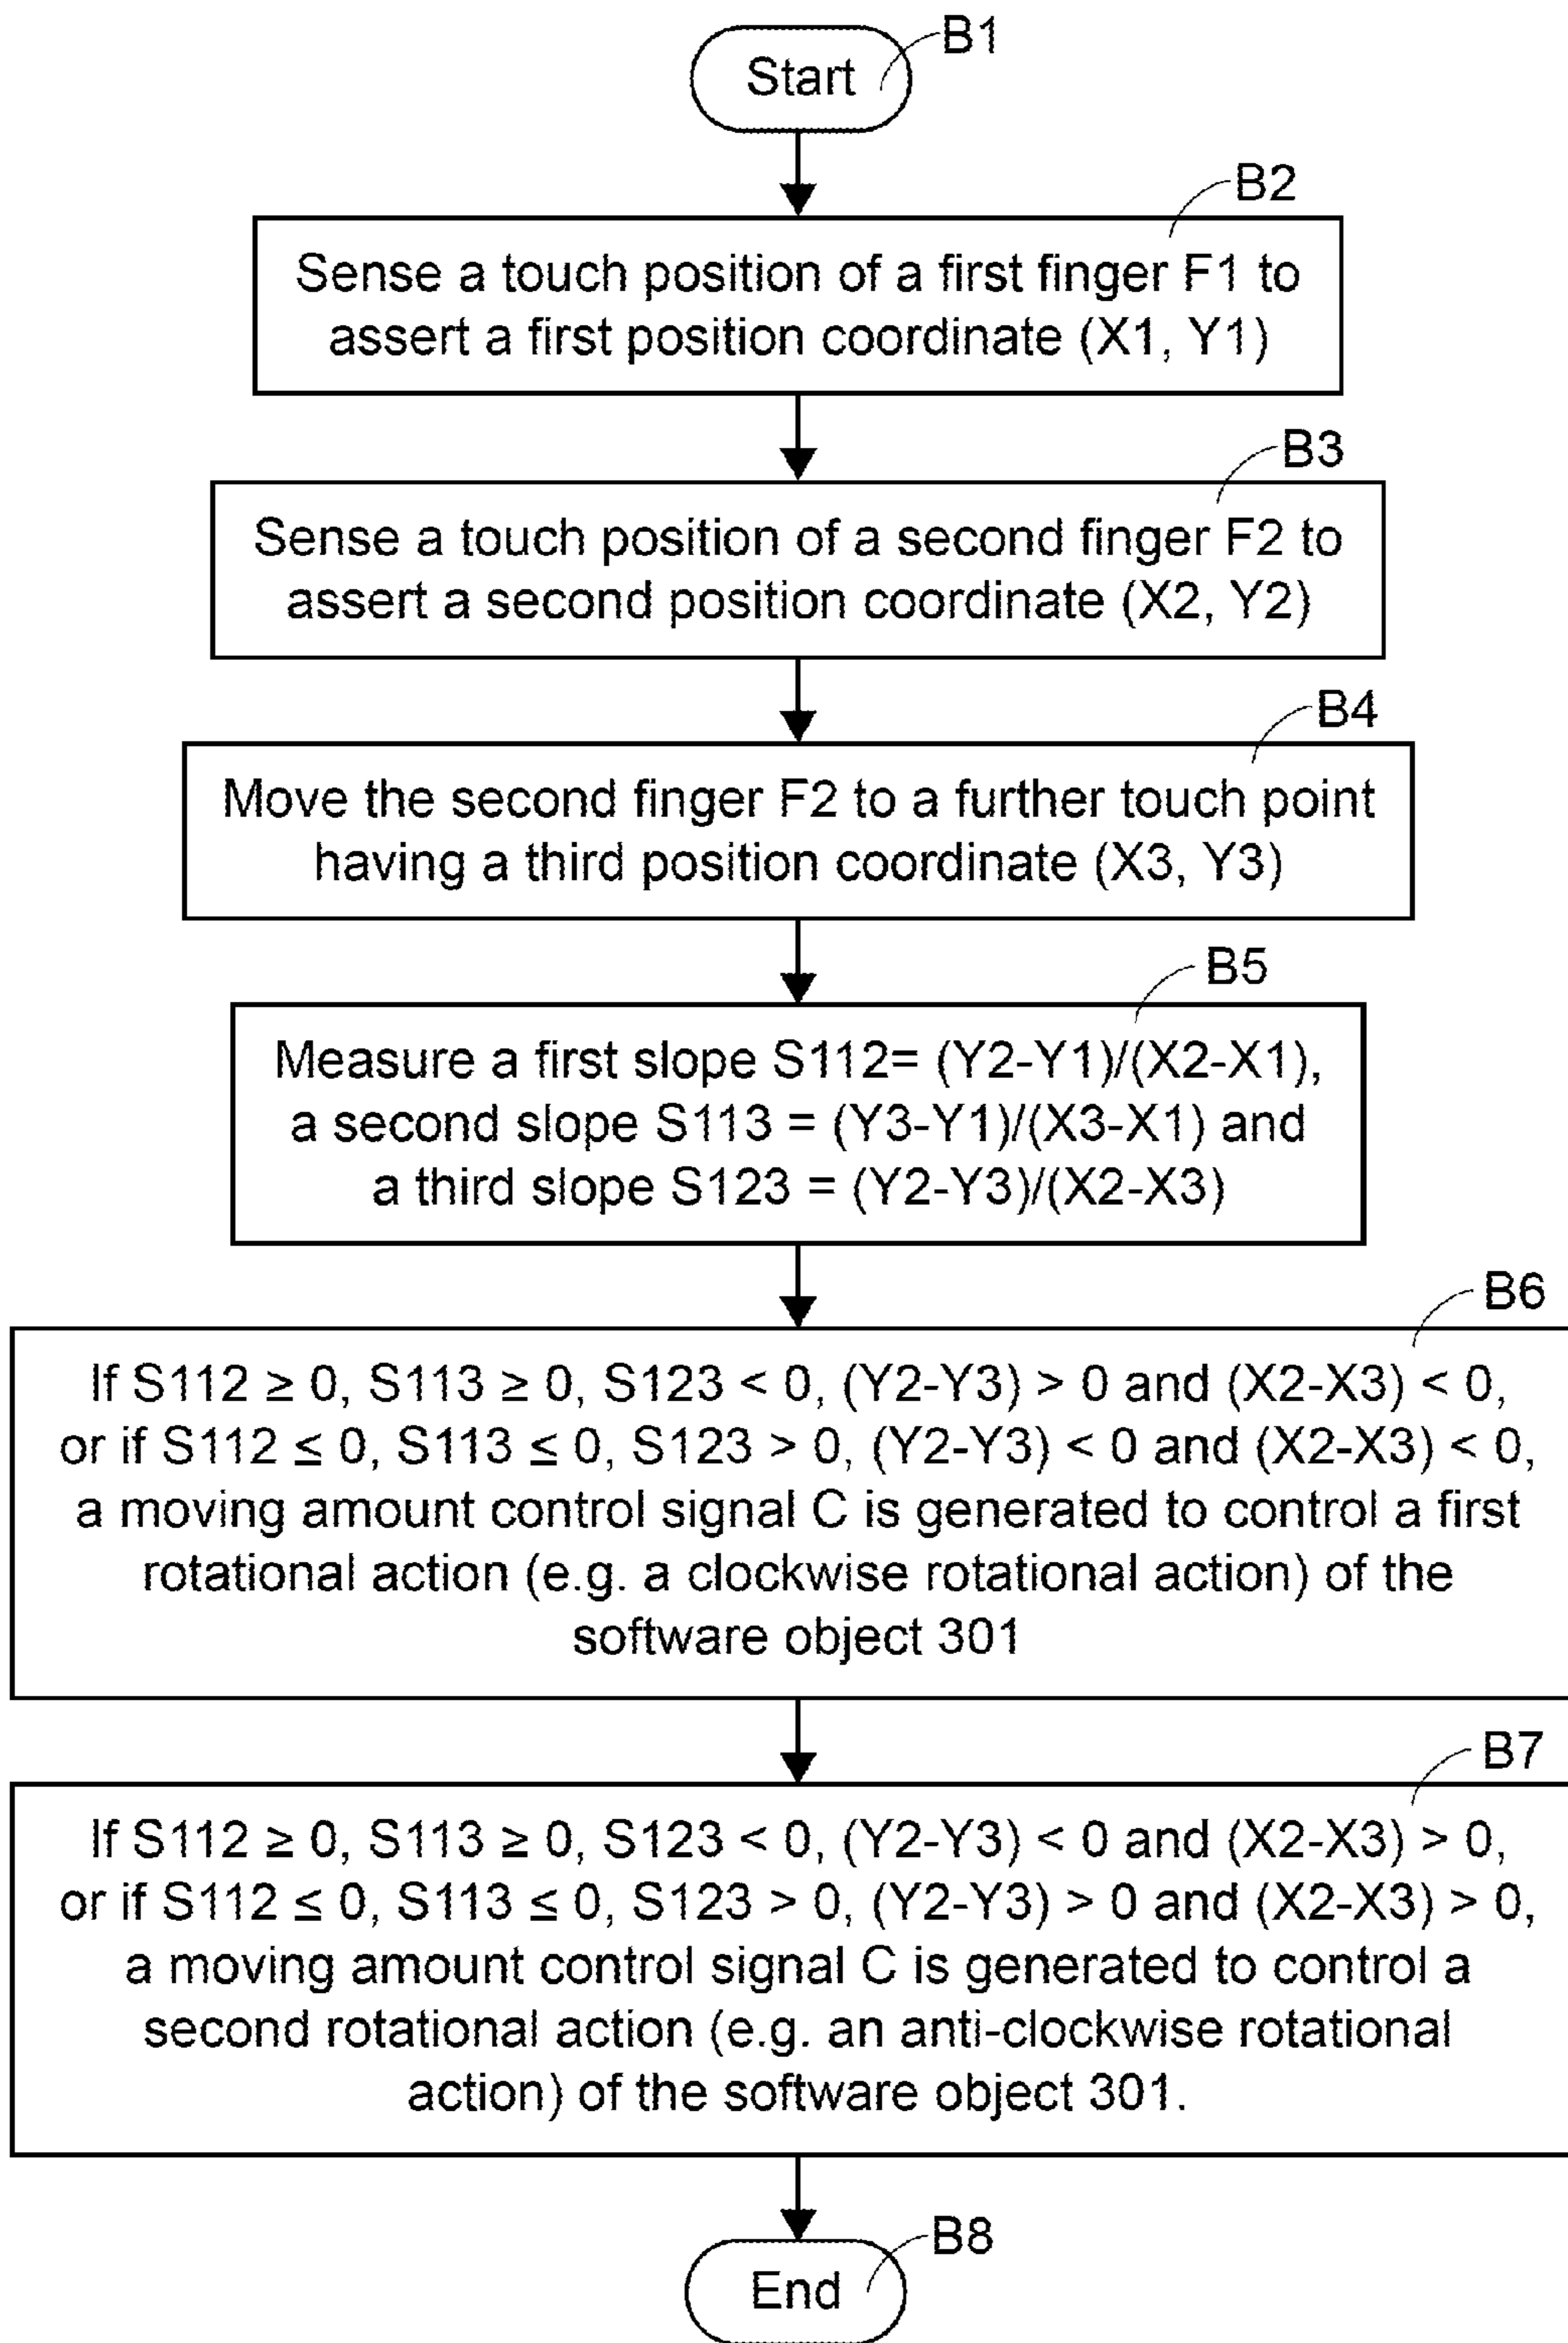 B1
Start
B2
Sense a touch position of a first finger F1 to
assert a first position coordinate (X1, Y1)
B3
Sense a touch position of a second finger F2 to
assert a second position coordinate (X2, Y2)
B4
Move the second finger F2 to a further touch point
having a third position coordinate (X3, Y3)
B5
Measure a first slope S112= (Y2-Y1)/(X2-X1),
a second slope S113 = (Y3-Y1)/(X3-X1) and
a third slope S123 = (Y2-Y3)/(X2-X3)
B6
If S112 ≥ 0, S113 ≥ 0, S123 < 0, (Y2-Y3) > 0 and (X2-X3) < 0,
or if S112 ≤ 0, S113 ≤ 0, S123 > 0, (Y2-Y3) < 0 and (X2-X3) < 0,
a moving amount control signal C is generated to control a first
rotational action (e.g. a clockwise rotational action) of the
software object 301
B7
If S112 ≥ 0, S113 ≥ 0, S123 < 0, (Y2-Y3) < 0 and (X2-X3) > 0,
or if S112 ≤ 0, S113 ≤ 0, S123 > 0, (Y2-Y3) > 0 and (X2-X3) > 0,
a moving amount control signal C is generated to control a
second rotational action (e.g. an anti-clockwise rotational
action) of the software object 301.
B8
End